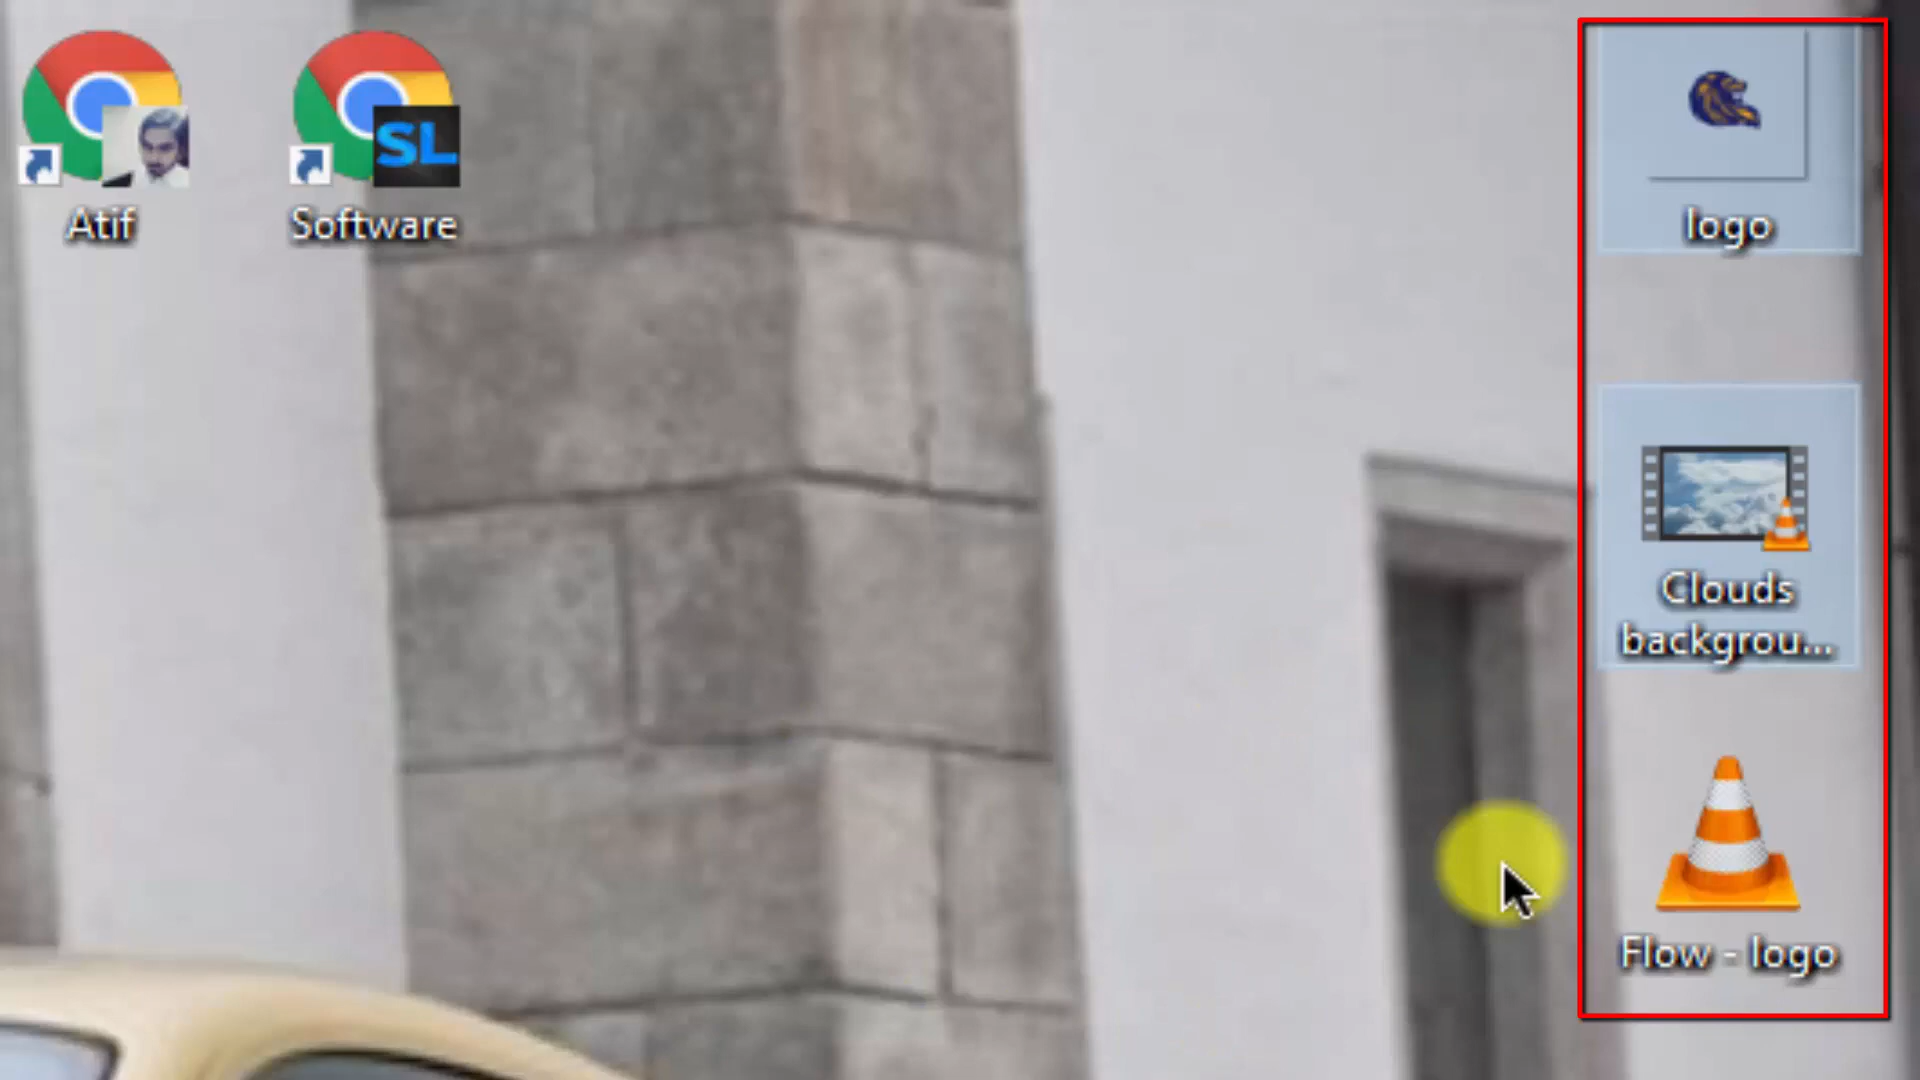 SL
Atif
Software
logo
Clouds
backgrou...
Flow - logo